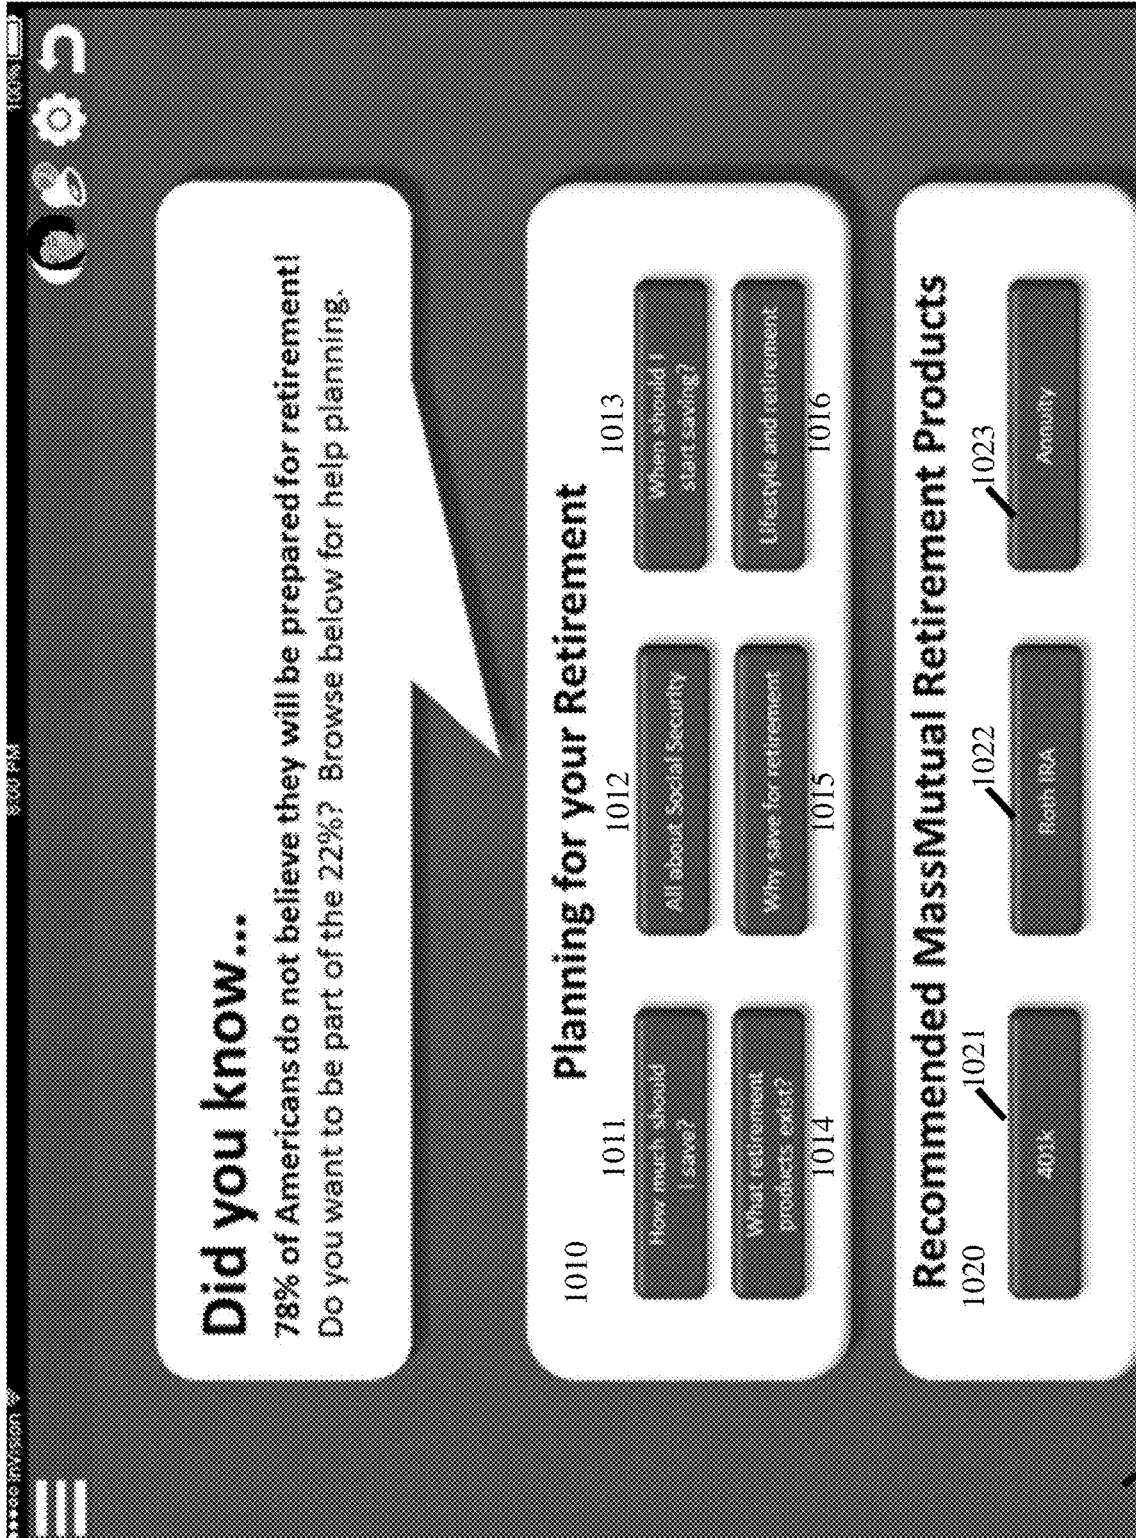 InVision
100%
Did you know...
78% of Americans do not believe they will be prepared for retirement!
Do you want to be part of the 22%? Browse below for help planning.
1010
Planning for your Retirement
1011
1012
1013
How much should
I save?
All about Social Security
When should I
start saving?
What retirement
products exist?
Why save for retirement
Lifestyle and retirement
1014
1015
1016
Recommended MassMutual Retirement Products
1020
1021
1022
1023
401k
Roth IRA
Annuity